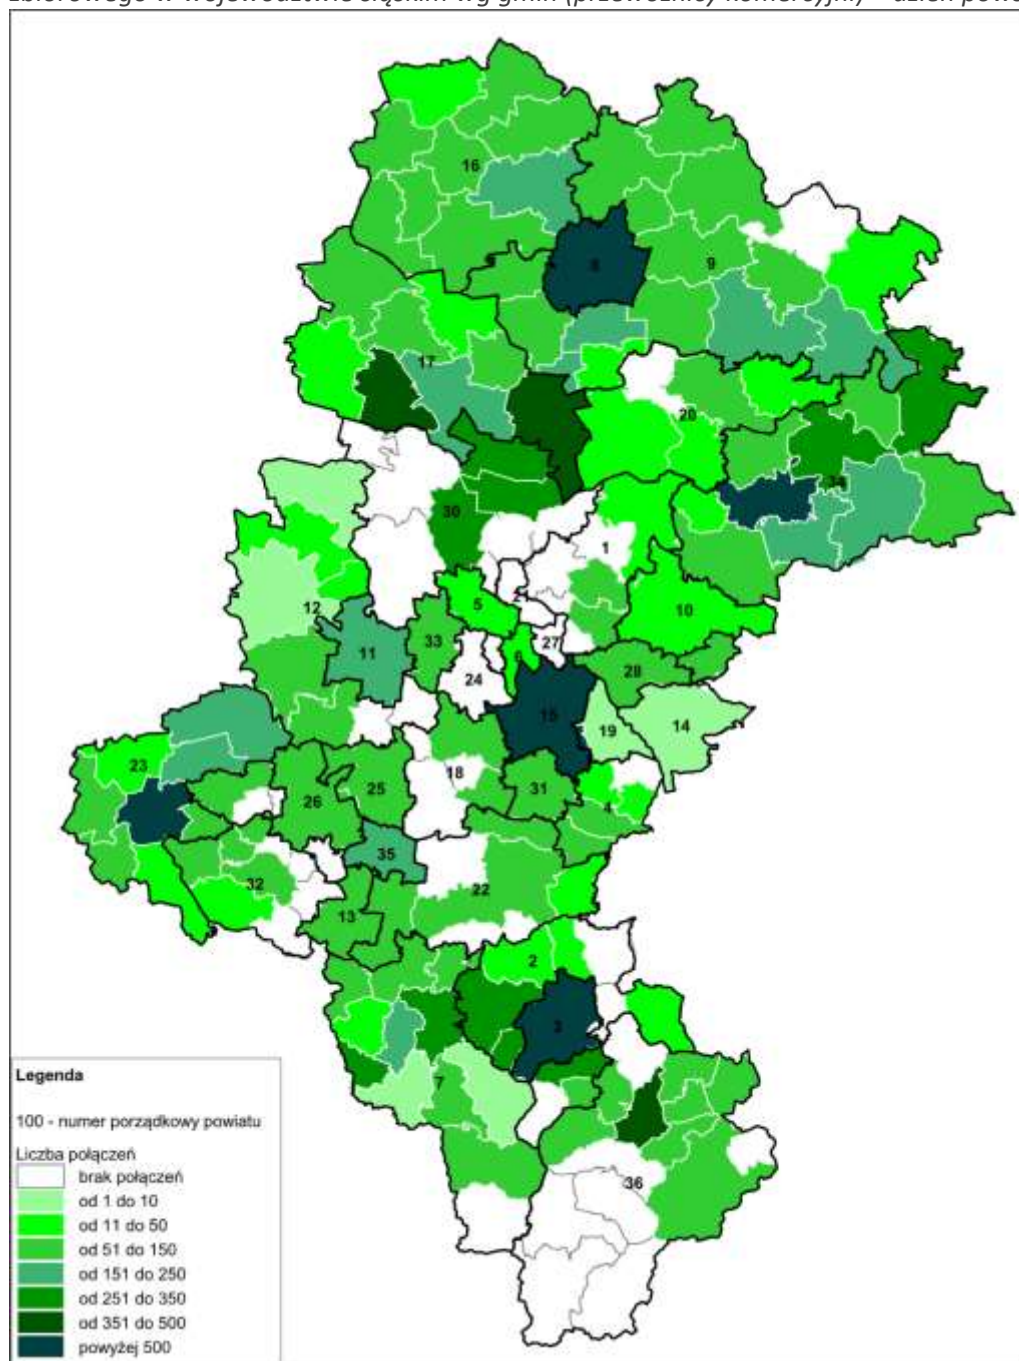 zbiorowego w województwie śląskim wg gmin (przewoźnicy komercyjni) – dzień
16
8
9
17
20
34
30
1
5
21
12
10
33
11
27
6
28
24
15
14
19
23
18
31
25
26
4
35
32
22
13
2
3
7
36
Legenda
100 - numer porządkowy powiatu
Liczba połączeń
brak połączeń
od 1 do 10
od 11 do 50
od 51 do 150
od 151 do 250
od 251 do 350
od 351 do 500
powyżej 500